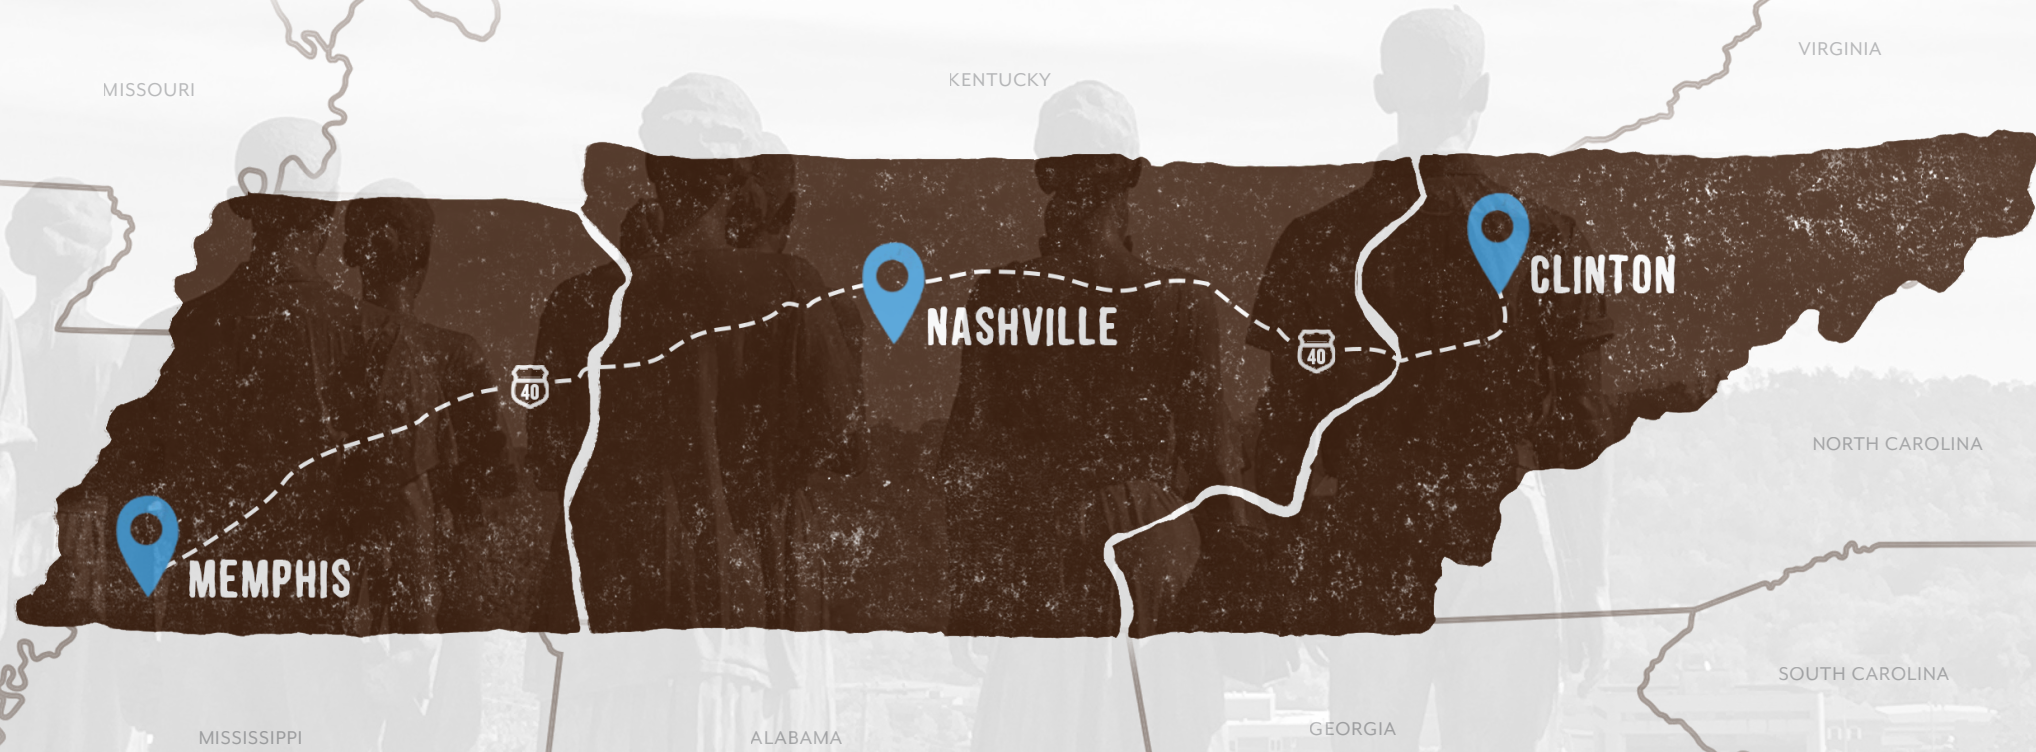 VIRGINIA
KENTUCKY
MISSOURI
CLINTON
NASHVILLE
40
40
NORTH CAROLINA
MEMPHIS
SOUTH CAROLINA
GEORGIA
MISSISSIPPI
ALABAMA